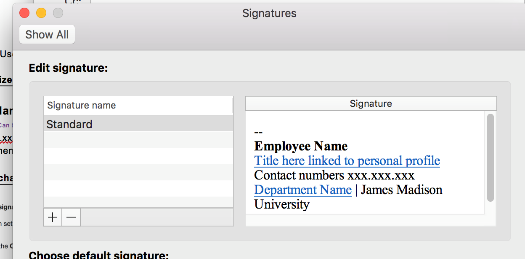 Signatures
Show All
Edit signature:
Signature name
Standard
Signature
--
Employee Name
Title here linked to personal profile
Contact numbers xxx.xxx.xxx
Department Name | James Madison
University
Choose default signature: